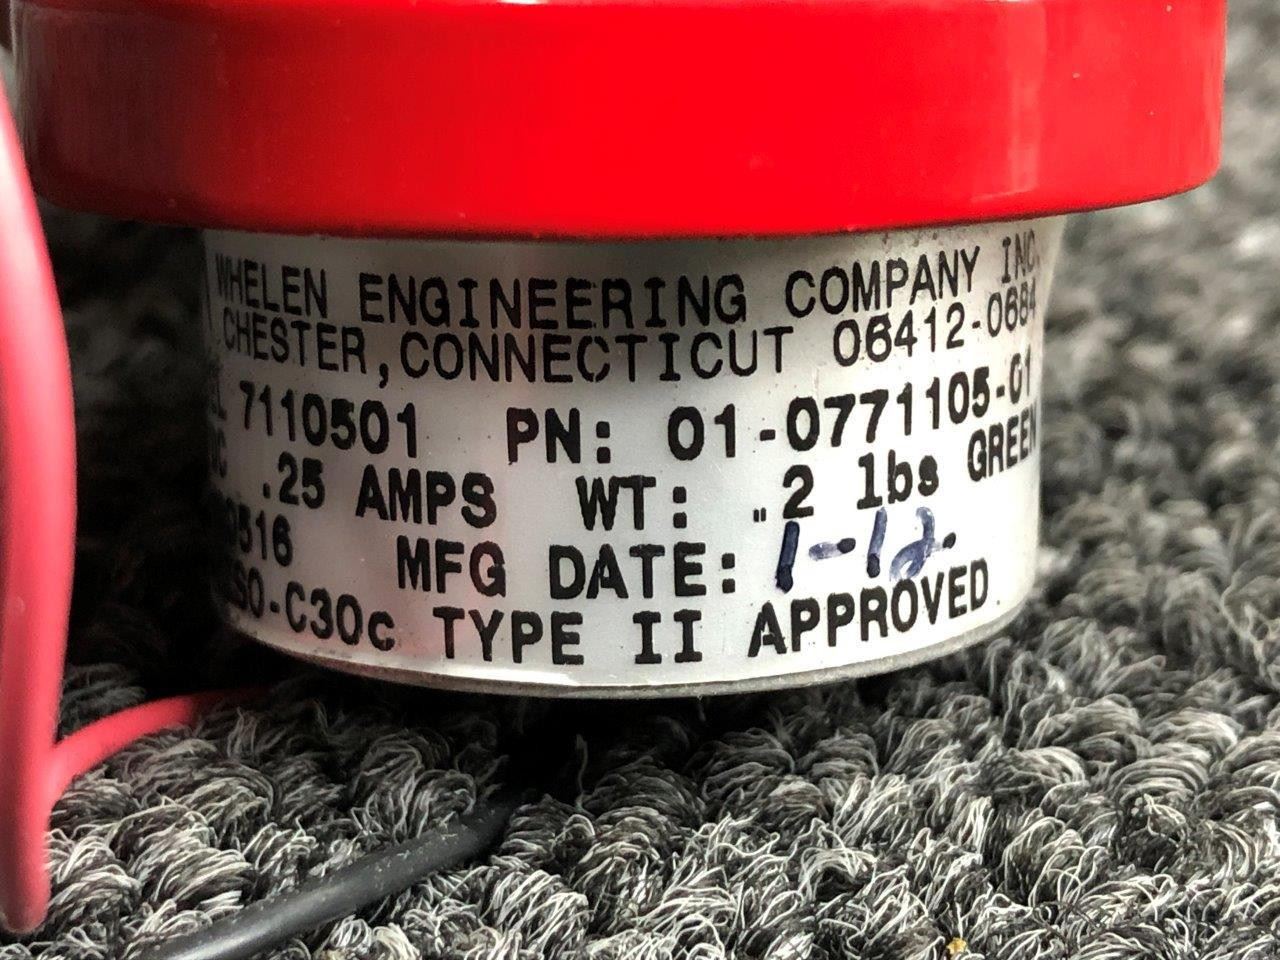 WHELEN ENGINEERING COMPANY INC.
CHESTER, CONNECTICUT 06412-0684
7110501 PN: 01-0771105-01
.25 AMPS WT: .2 lbs GREEN
MFG DATE: 1-12.
TSO-C30c TYPE II APPROVED